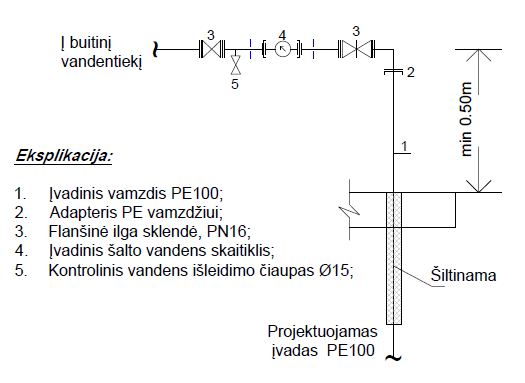 Į buitinį
vandentiekį
3
4
3
5
2
1
min 0.50m
Eksplikacija:
1. Įvadinis vamzdis PE100;
2. Adapteris PE vamzdžiui;
3. Flanšinė ilga sklendė, PN16;
4. Įvadinis šalto vandens skaitiklis;
5. Kontrolinis vandens išleidimo čiaupas Ø15;
Šiltinama
Projektuojamas
įvadas PE100